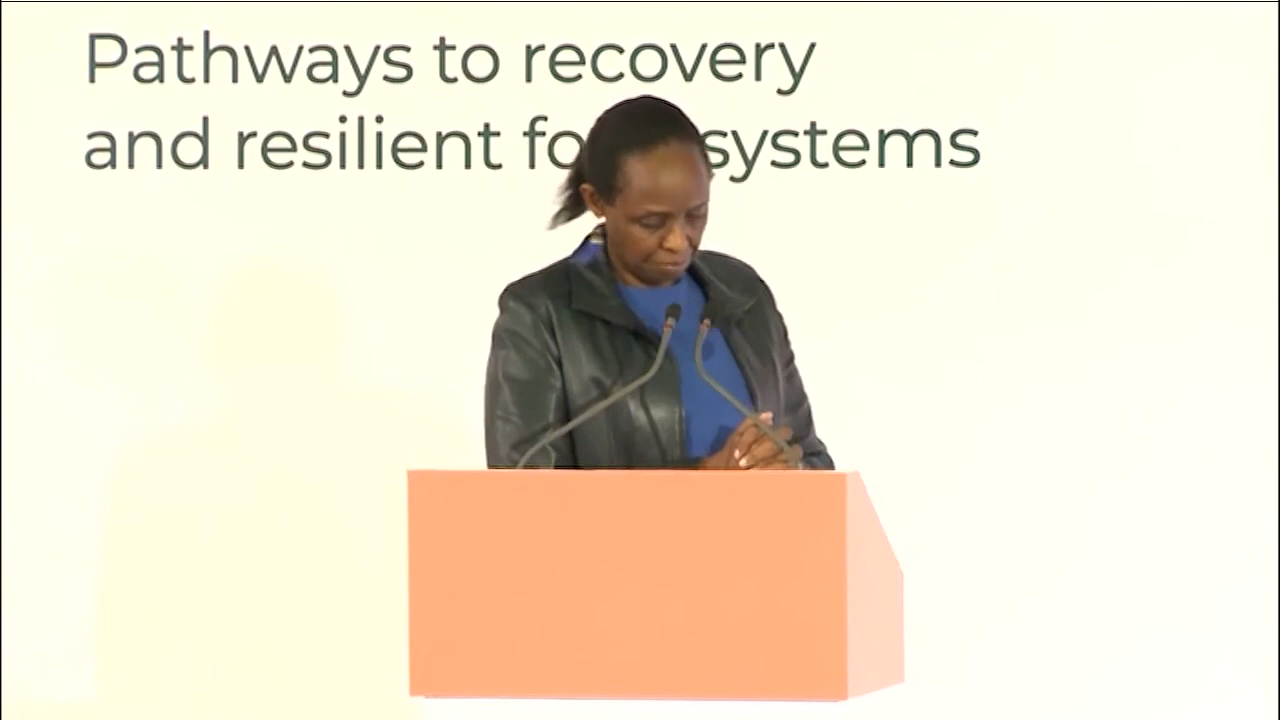 Pathways to recovery
and resilient systems